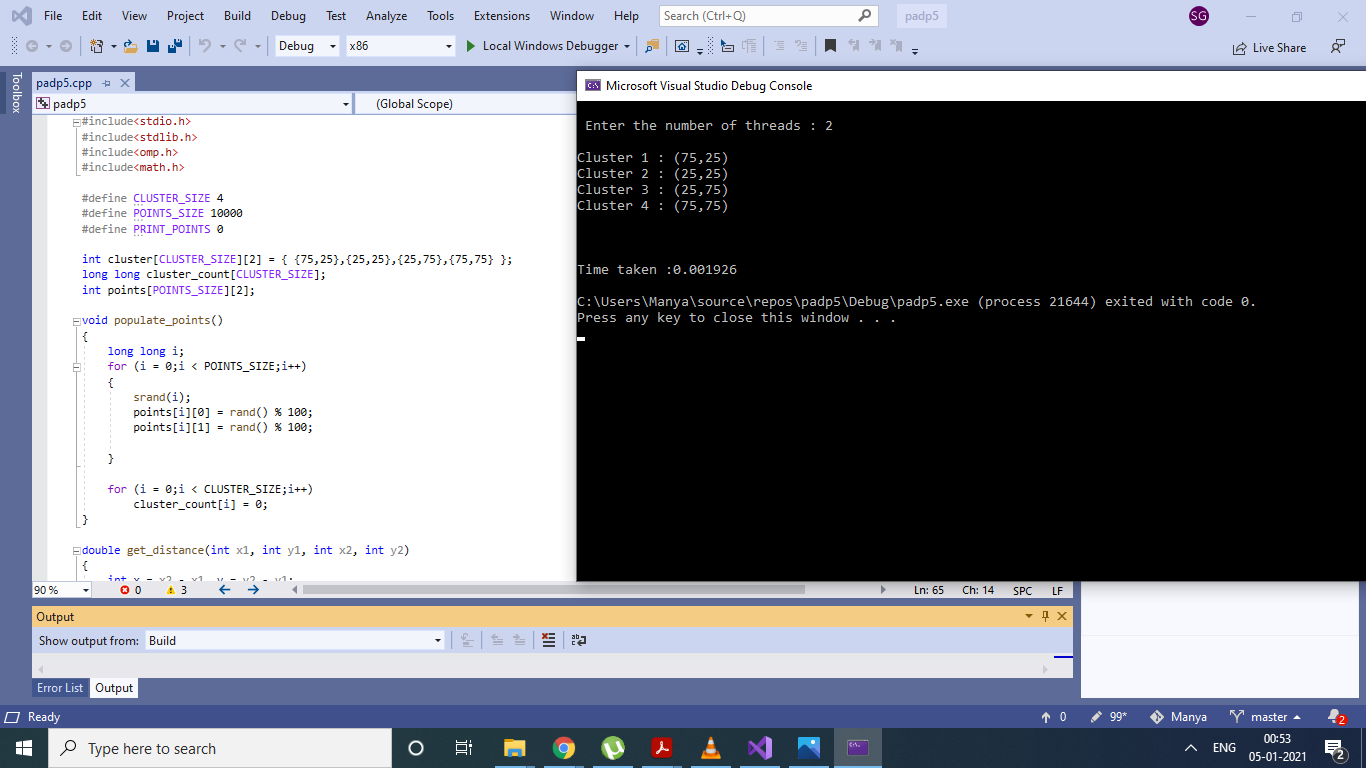 File Edit View Project Build Debug Test Analyze Tools Extensions Window Help Search (Ctrl+Q) padp5 SG
Debug x86 Local Windows Debugger Live Share
Toolbox
padp5.cpp
padp5 (Global Scope)
#include<stdio.h>
#include<stdlib.h>
#include<omp.h>
#include<math.h>
#define CLUSTER_SIZE 4
#define POINTS_SIZE 10000
#define PRINT_POINTS 0
int cluster[CLUSTER_SIZE][2] = { {75,25},{25,25},{25,75},{75,75} };
long long cluster_count[CLUSTER_SIZE];
int points[POINTS_SIZE][2];
void populate_points()
{
long long i;
for (i = 0;i < POINTS_SIZE;i++)
{
srand(i);
points[i][0] = rand() % 100;
points[i][1] = rand() % 100;
}
for (i = 0;i < CLUSTER_SIZE;i++)
cluster_count[i] = 0;
}
double get_distance(int x1, int y1, int x2, int y2)
{
int x = x2 - x1, y = y2 - y1;
Microsoft Visual Studio Debug Console
Enter the number of threads : 2
Cluster 1 : (75,25)
Cluster 2 : (25,25)
Cluster 3 : (25,75)
Cluster 4 : (75,75)
Time taken :0.001926
C:\Users\Manya\source\repos\padp5\Debug\padp5.exe (process 21644) exited with code 0.
Press any key to close this window . . .
90 % 0 3 Ln: 65 Ch: 14 SPC LF
Output
Show output from: Build
Error List Output
Ready 0 99* Manya master 2
Type here to search ENG 00:53
05-01-2021 2